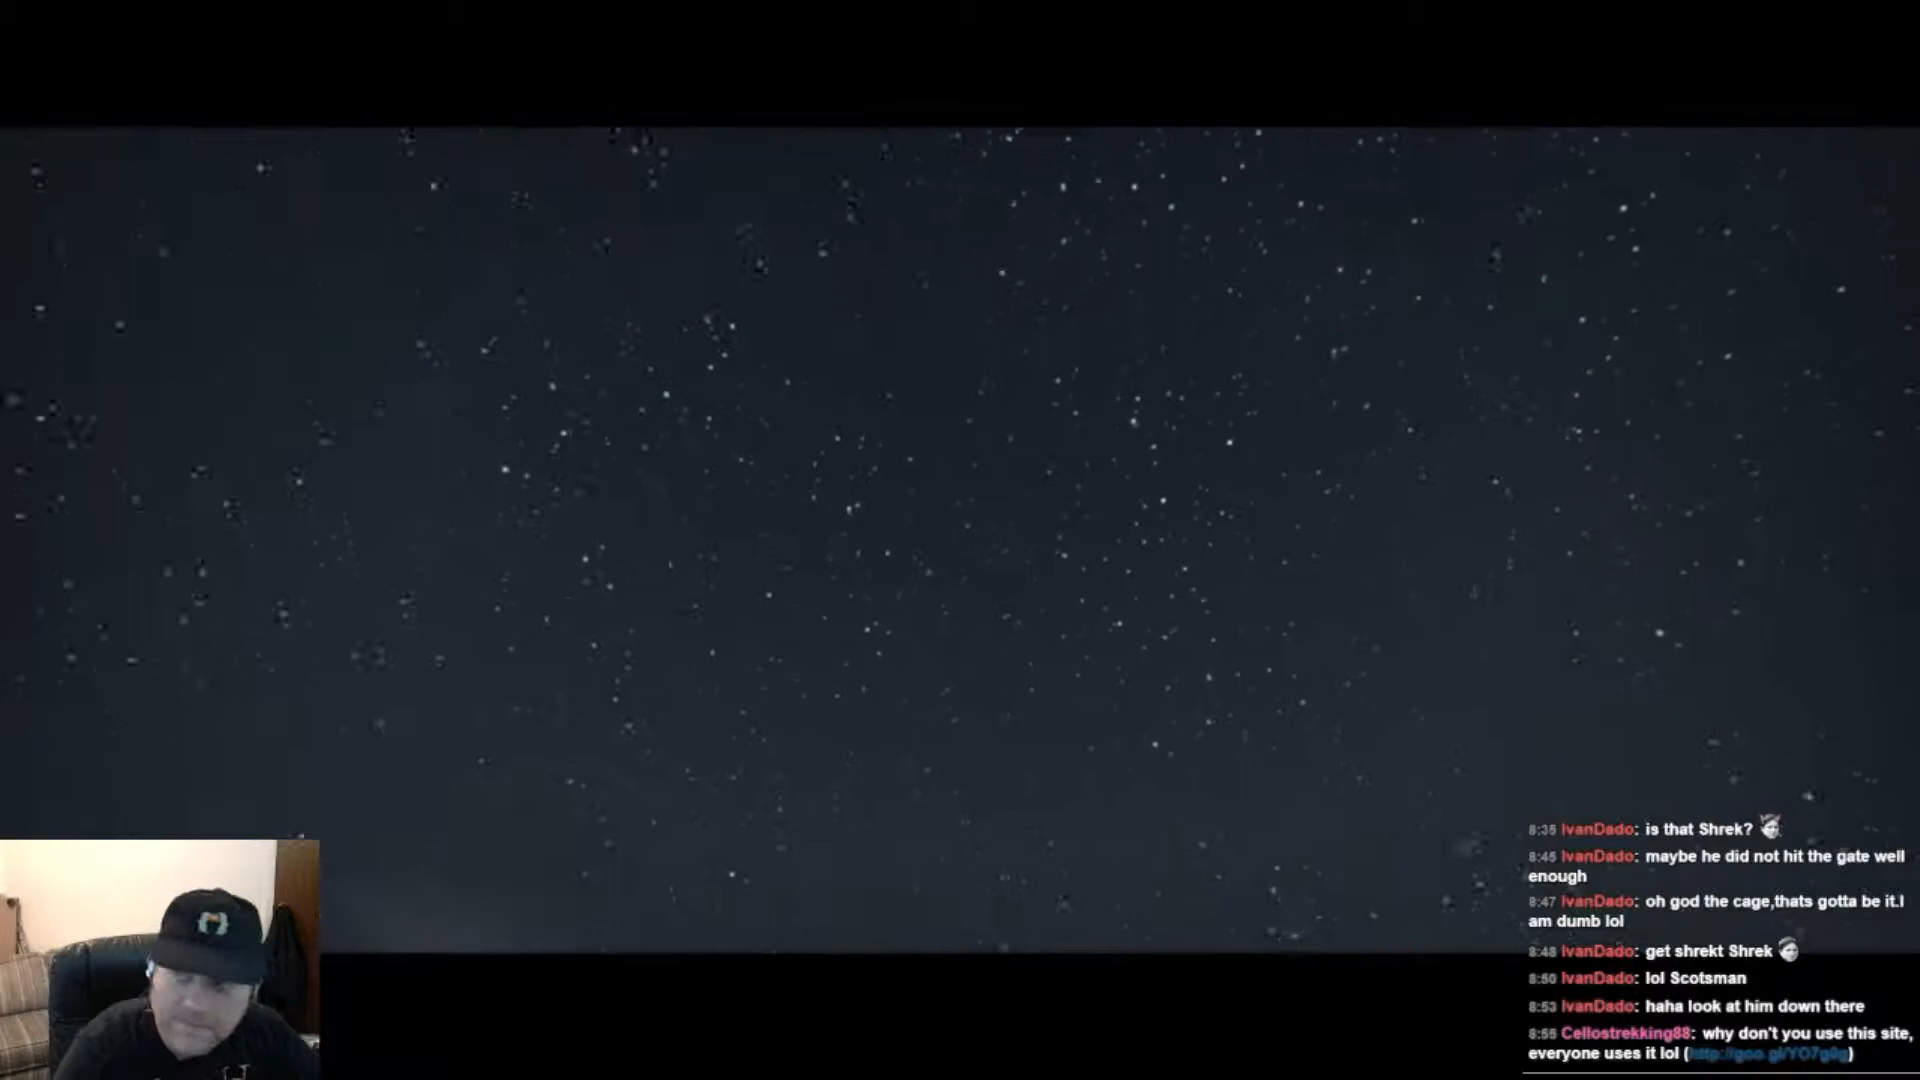 8:35 IvanDado: is that Shrek?
8:45 IvanDado: maybe he did not hit the gate well
enough
8:47 IvanDado: oh god the cage,thats gotta be it.I
am dumb lol
8:48 IvanDado: get shrekt Shrek
8:50 IvanDado: lol Scotsman
8:53 IvanDado: haha look at him down there
8:55 Cellostrekking88: why don't you use this site,
everyone uses it lol (